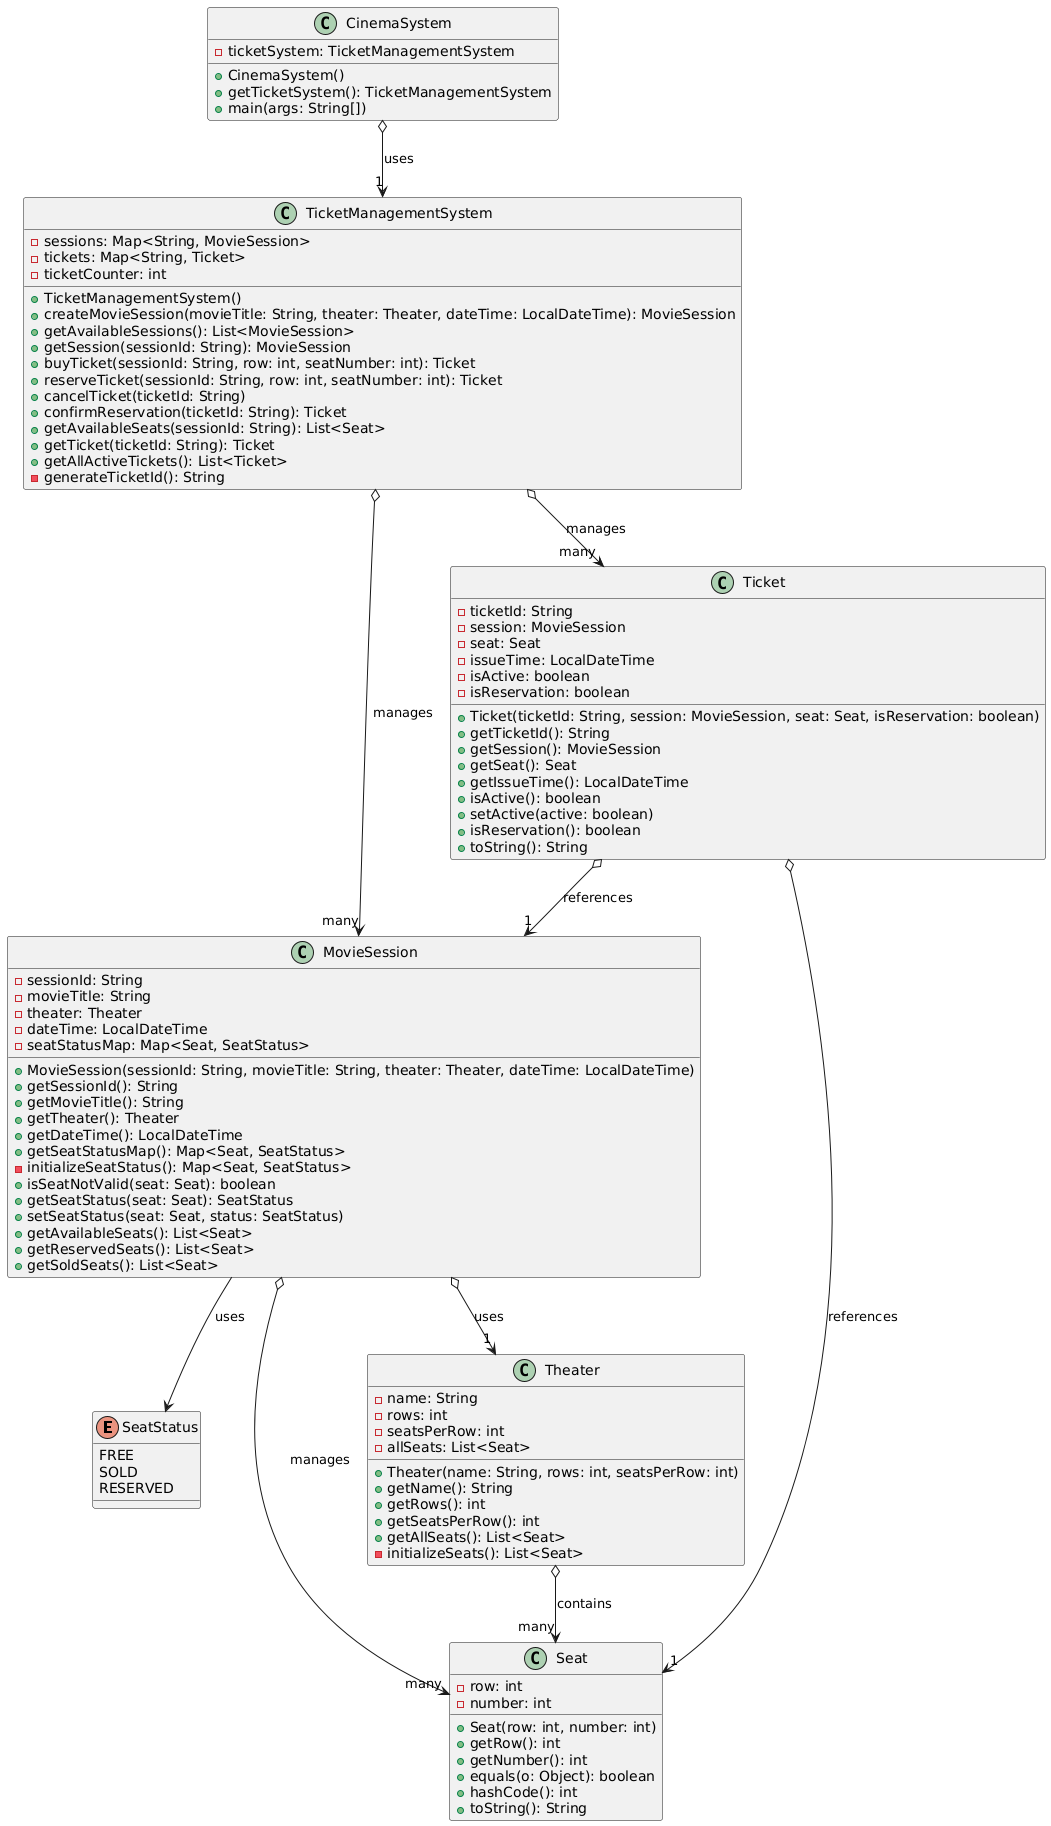 C CinemaSystem
ticketSystem: TicketManagementSystem
CinemaSystem()
getTicketSystem(): TicketManagementSystem
main(args: String[])
uses
1
C TicketManagementSystem
sessions: Map<String, MovieSession>
tickets: Map<String, Ticket>
ticketCounter: int
TicketManagementSystem()
createMovieSession(movieTitle: String, theater: Theater, dateTime: LocalDateTime): MovieSession
getAvailableSessions(): List<MovieSession>
getSession(sessionId: String): MovieSession
buyTicket(sessionId: String, row: int, seatNumber: int): Ticket
reserveTicket(sessionId: String, row: int, seatNumber: int): Ticket
cancelTicket(ticketId: String)
confirmReservation(ticketId: String): Ticket
getAvailableSeats(sessionId: String): List<Seat>
getTicket(ticketId: String): Ticket
getAllActiveTickets(): List<Ticket>
generateTicketId(): String
manages
many
C Ticket
ticketId: String
session: MovieSession
seat: Seat
issueTime: LocalDateTime
isActive: boolean
isReservation: boolean
Ticket(ticketId: String, session: MovieSession, seat: Seat, isReservation: boolean)
getTicketId(): String
getSession(): MovieSession
getSeat(): Seat
getIssueTime(): LocalDateTime
isActive(): boolean
setActive(active: boolean)
isReservation(): boolean
toString(): String
manages
many
references
1
C MovieSession
sessionId: String
movieTitle: String
theater: Theater
dateTime: LocalDateTime
seatStatusMap: Map<Seat, SeatStatus>
MovieSession(sessionId: String, movieTitle: String, theater: Theater, dateTime: LocalDateTime)
getSessionId(): String
getMovieTitle(): String
getTheater(): Theater
getDateTime(): LocalDateTime
getSeatStatusMap(): Map<Seat, SeatStatus>
initializeSeatStatus(): Map<Seat, SeatStatus>
isSeatNotValid(seat: Seat): boolean
getSeatStatus(seat: Seat): SeatStatus
setSeatStatus(seat: Seat, status: SeatStatus)
getAvailableSeats(): List<Seat>
getReservedSeats(): List<Seat>
getSoldSeats(): List<Seat>
uses
uses
1
references
E SeatStatus
FREE
SOLD
RESERVED
manages
C Theater
name: String
rows: int
seatsPerRow: int
allSeats: List<Seat>
Theater(name: String, rows: int, seatsPerRow: int)
getName(): String
getRows(): int
getSeatsPerRow(): int
getAllSeats(): List<Seat>
initializeSeats(): List<Seat>
contains
many
many
1
C Seat
row: int
number: int
Seat(row: int, number: int)
getRow(): int
getNumber(): int
equals(o: Object): boolean
hashCode(): int
toString(): String